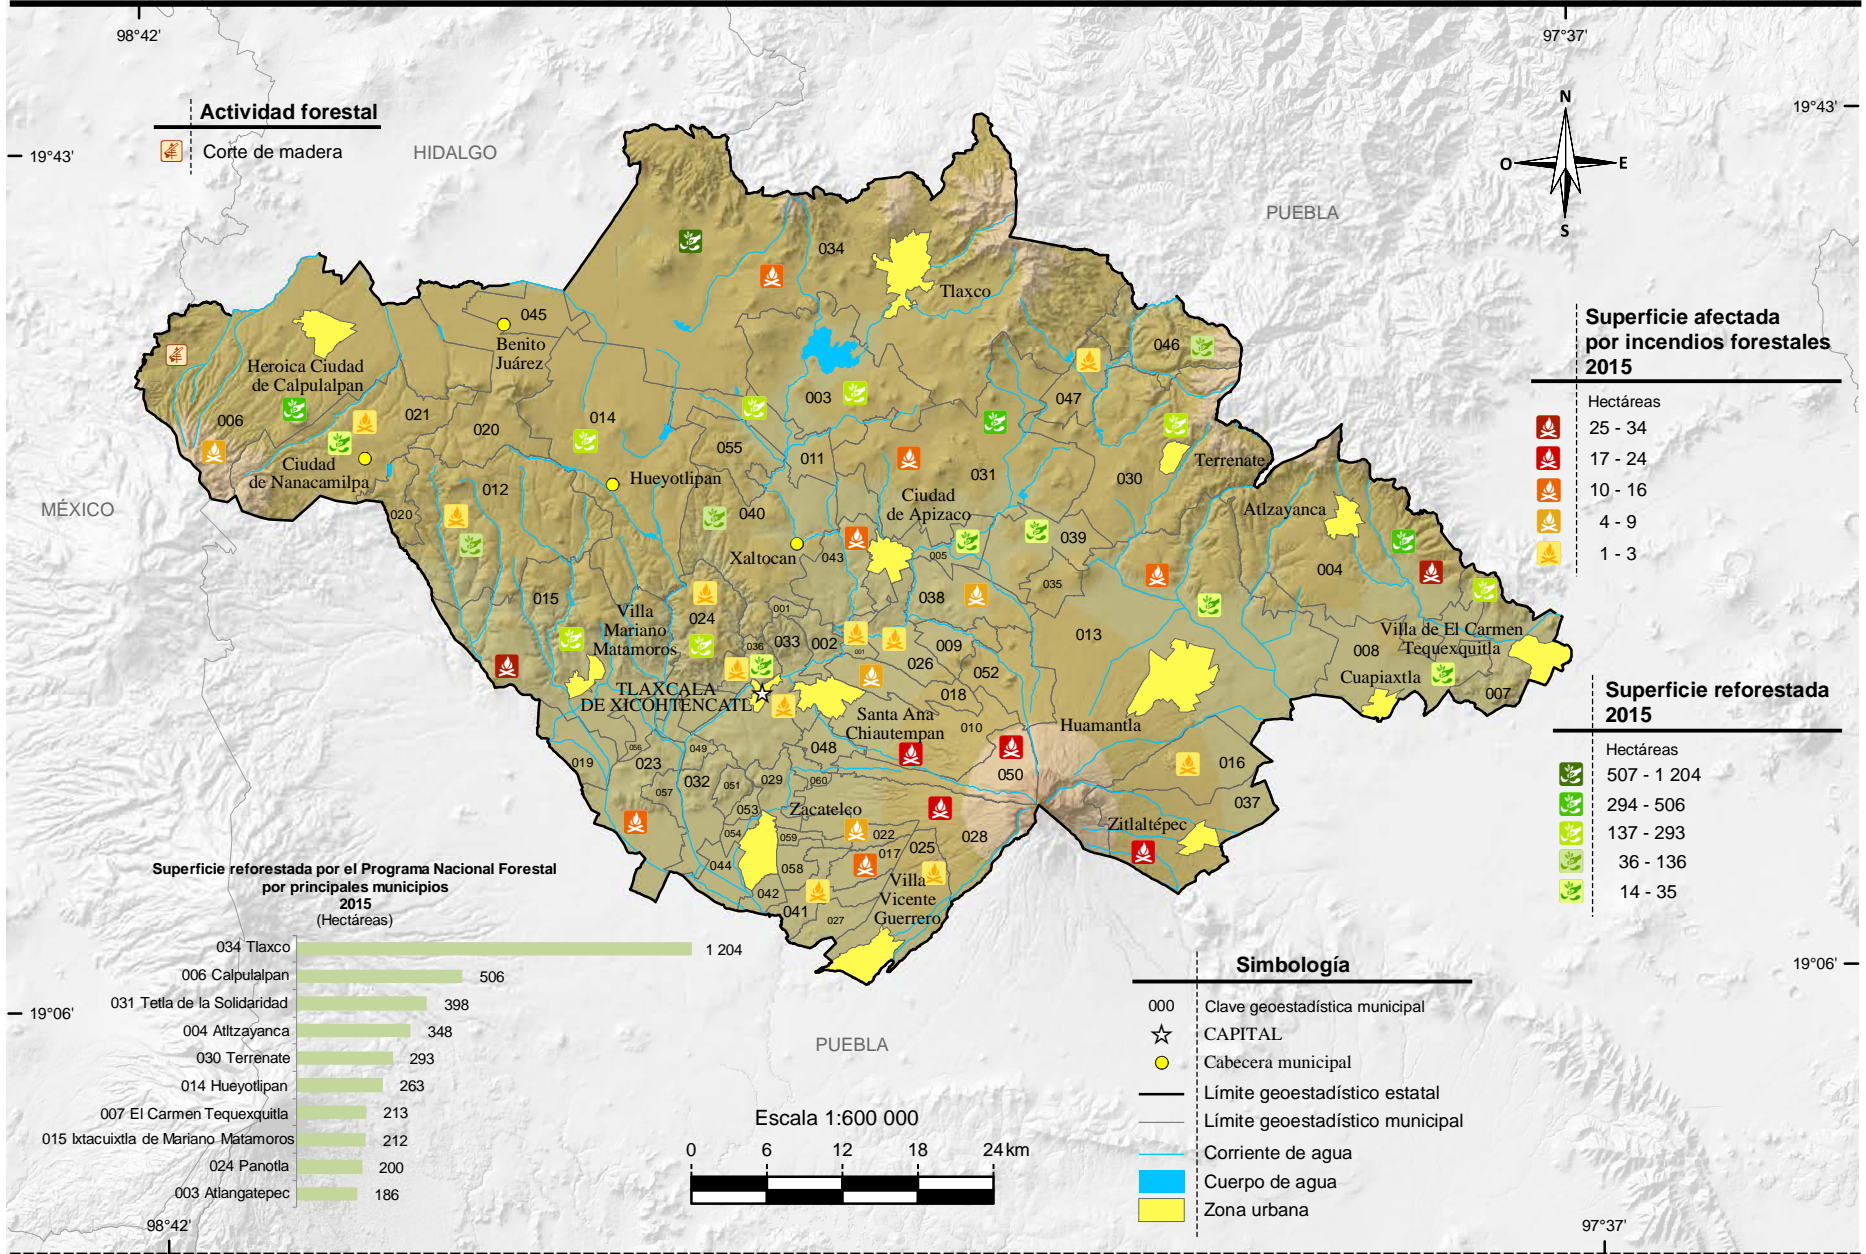 98°42'
97°37'
19°43'
19°43'
Actividad forestal
Corte de madera
HIDALGO
PUEBLA
N
O
E
S
034
Tlaxco
045
Benito
Juárez
046
Heroica Ciudad
de Calpulalpan
006
021
020
014
003
047
055
011
031
030
Terrenate
Ciudad
de Nanacamilpa
012
020
Hueyotlipan
040
Xaltocan
043
Ciudad
de Apizaco
005
039
Atlzayanca
004
MÉXICO
015
Villa
Mariano
Matamoros
024
001
033
036
002
001
038
035
009
026
052
018
010
013
008
Villa de El Carmen
Tequexquitla
Cuapiaxtla
007
TLAXCALA
DE XICOHTENCATL
Santa Ana
Chiautempan
Huamantla
048
050
016
037
Zitlaltépec
056
019
023
049
032
051
029
060
057
053
Zacatelco
054
059
022
017
025
028
044
058
042
041
027
Villa
Vicente
Guerrero
Superficie afectada
por incendios forestales
2015
Hectáreas
25 - 34
17 - 24
10 - 16
4 - 9
1 - 3
Superficie reforestada
2015
Hectáreas
507 - 1 204
294 - 506
137 - 293
36 - 136
14 - 35
Superficie reforestada por el Programa Nacional Forestal
por principales municipios
2015
(Hectáreas)
034 Tlaxco 1 204
006 Calpulalpan 506
031 Tetla de la Solidaridad 398
004 Atltzayanca 348
030 Terrenate 293
014 Hueyotlipan 263
007 El Carmen Tequexquitla 213
015 Ixtacuixtla de Mariano Matamoros 212
024 Panotla 200
003 Atlangatepec 186
PUEBLA
Escala 1:600 000
0 6 12 18 24 km
Simbología
000 Clave geoestadística municipal
CAPITAL
Cabecera municipal
Límite geoestadístico estatal
Límite geoestadístico municipal
Corriente de agua
Cuerpo de agua
Zona urbana
19°06'
19°06'
98°42'
97°37'